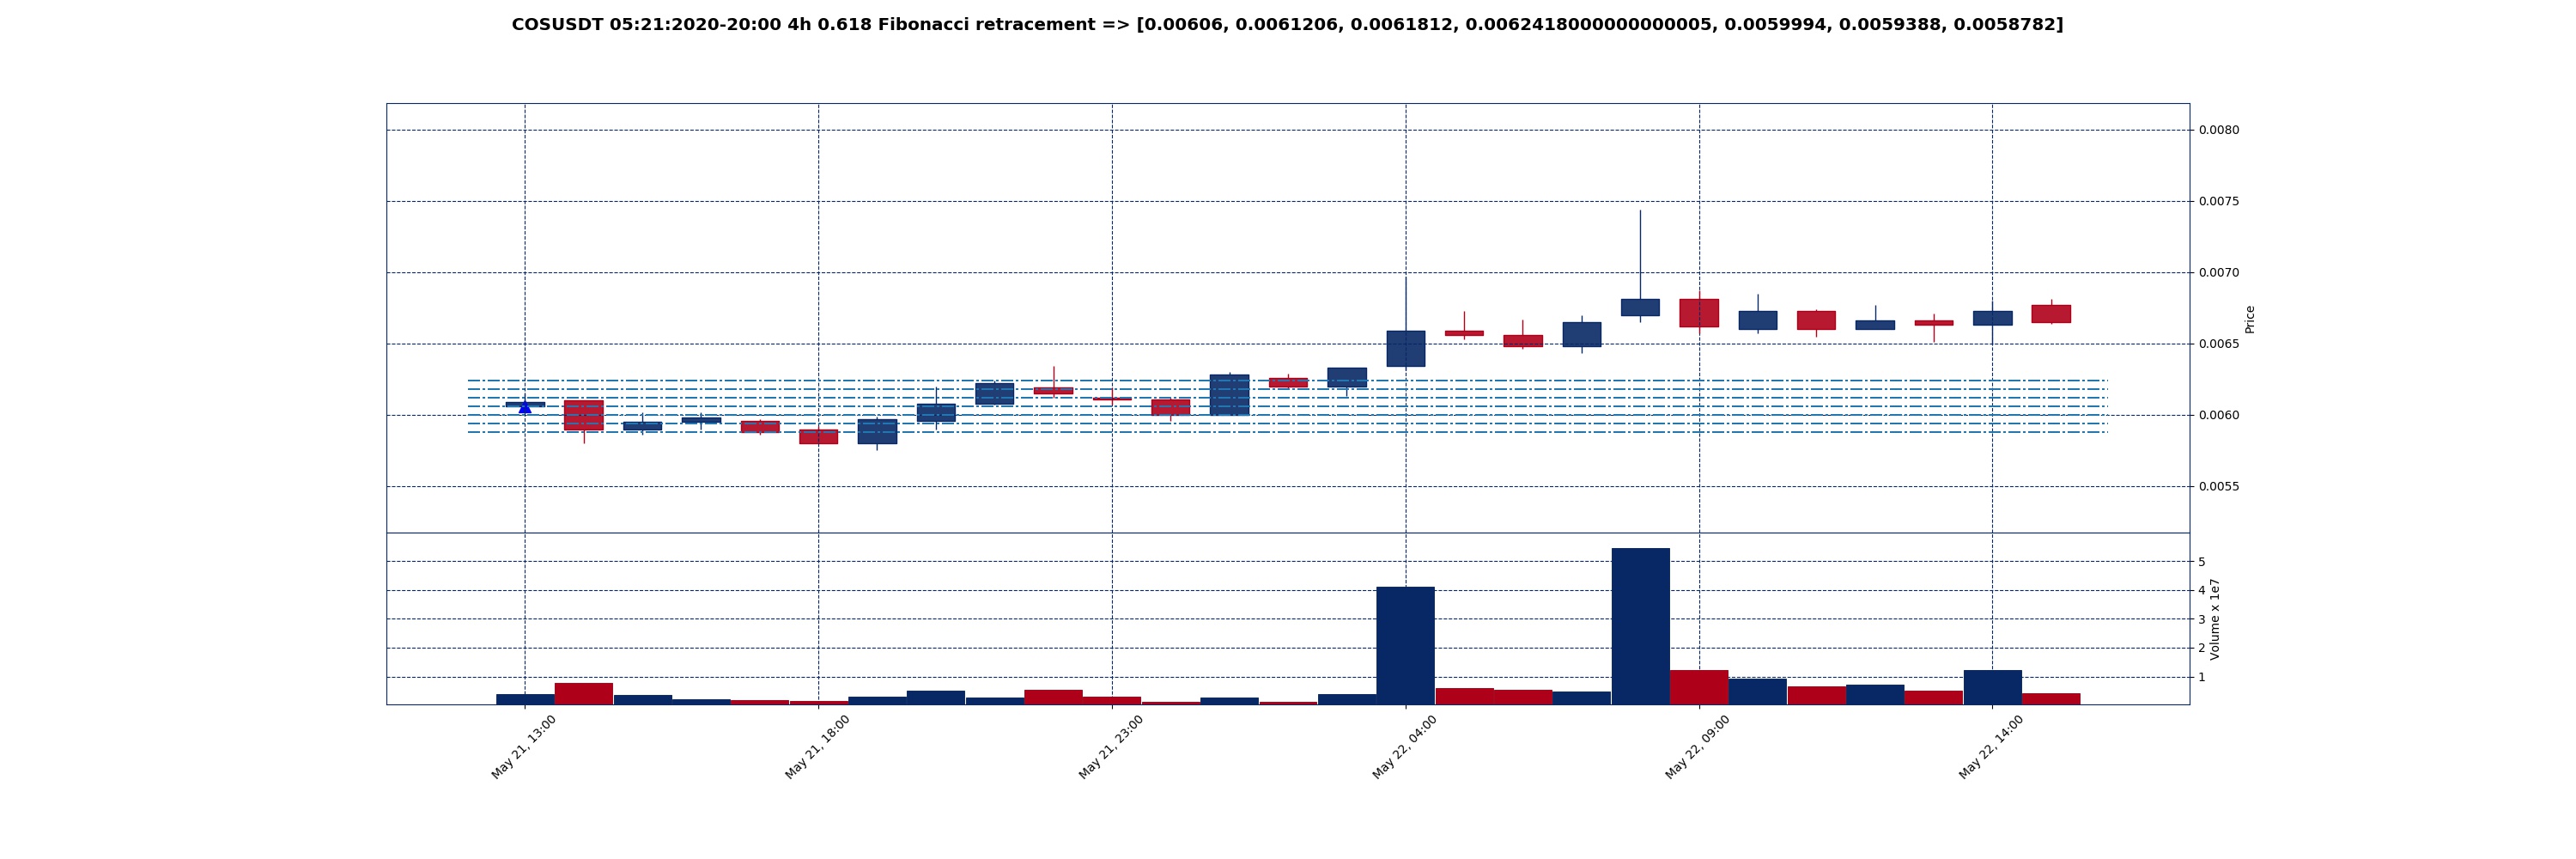 COSUSDT 05:21:2020-20:00 4h 0.618 Fibonacci retracement => [0.00606, 0.0061206, 0.0061812, 0.0062418000000000005, 0.0059994, 0.0059388, 0.0058782]
0.0080
0.0075
0.0070
0.0065
0.0060
0.0055
Price
5
4
3
2
1
Volume x 1e7
May 21, 13:00
May 21, 18:00
May 21, 23:00
May 22, 04:00
May 22, 09:00
May 22, 14:00